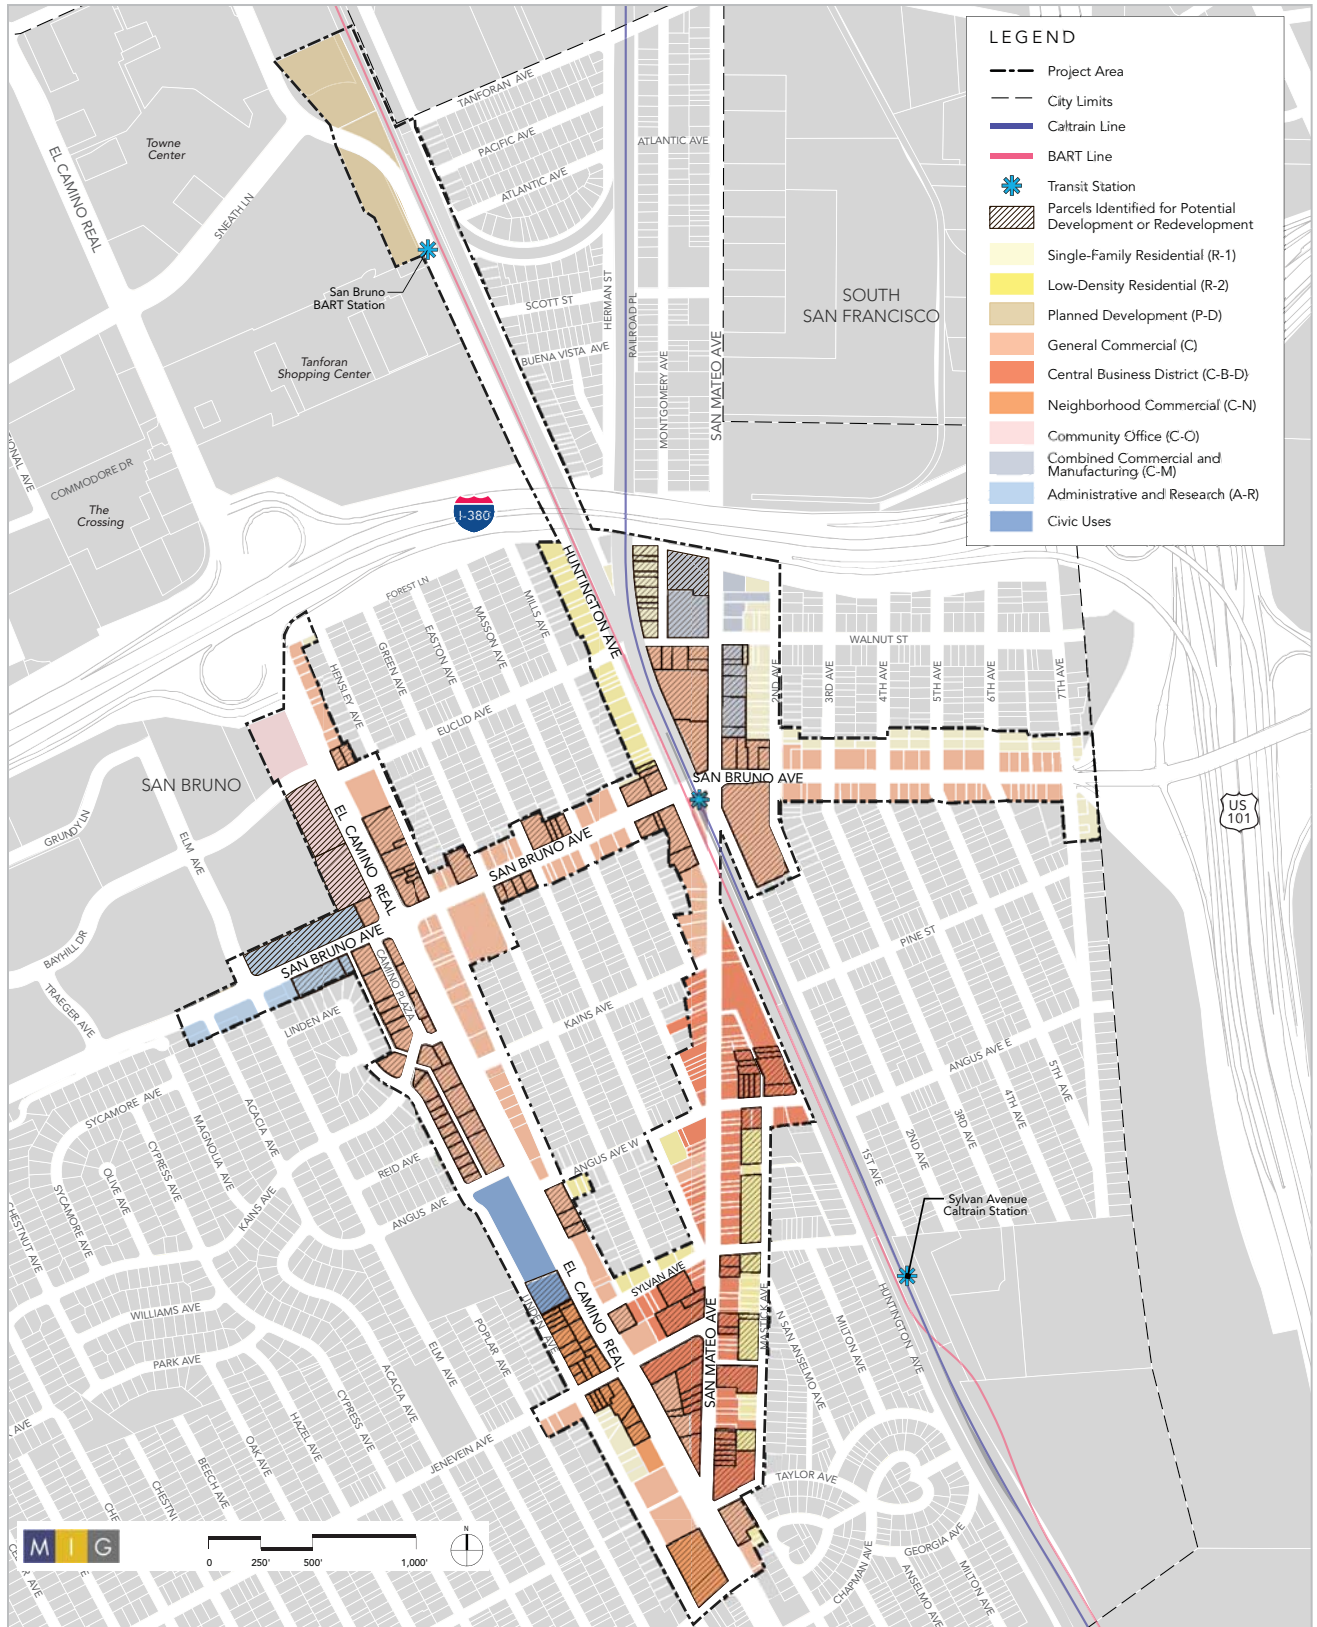 LEGEND
Project Area
City Limits
Caltrain Line
BART Line
Transit Station
Parcels Identified for Potential
Development or Redevelopment
Single-Family Residential (R-1)
Low-Density Residential (R-2)
Planned Development (P-D)
General Commercial (C)
Central Business District (C-B-D)
Neighborhood Commercial (C-N)
Community Office (C-O)
Combined Commercial and
Manufacturing (C-M)
Administrative and Research (A-R)
Civic Uses
TANFORAN AVE
PACIFIC AVE
ATLANTIC AVE
ATLANTIC AVE
Towne
Center
EL CAMINO REAL
SNEATH LN
San Bruno
BART Station
SCOTT ST
HERMAN ST
RAILROAD PL
BUENA VISTA AVE
MONTGOMERY AVE
SAN MATEO AVE
SOUTH
SAN FRANCISCO
Tanforan
Shopping Center
COMMODORE DR
The
Crossing
I-380
HUNTINGTON AVE
FOREST LN
MILLS AVE
MASSON AVE
EASTON AVE
GREEN AVE
HENSLEY AVE
EUCLID AVE
WALNUT ST
2ND AVE
3RD AVE
4TH AVE
5TH AVE
6TH AVE
7TH AVE
SAN BRUNO
SAN BRUNO AVE
US
101
GRUNDY LN
ELM AVE
EL CAMINO REAL
SAN BRUNO AVE
BAYHILL DR
SAN BRUNO AVE
CAMINO PLAZA
TRAEGER AVE
LINDEN AVE
KAINS AVE
PINE ST
ANGUS AVE E
5TH AVE
4TH AVE
3RD AVE
2ND AVE
1ST AVE
SYCAMORE AVE
ACACIA AVE
MAGNOLIA AVE
CYPRESS AVE
OLIVE AVE
SYCAMORE AVE
CHESTNUT AVE
KAINS AVE
REID AVE
ANGUS AVE
ANGUS AVE W
Sylvan Avenue
Caltrain Station
SYLVAN AVE
EL CAMINO REAL
LINDEN AVE
SAN MATEO AVE
MASTICK AVE
N SAN ANSELMO AVE
MILTON AVE
HUNTINGTON AVE
WILLIAMS AVE
PARK AVE
POPLAR AVE
ELM AVE
ACACIA AVE
CYPRESS AVE
HAZEL AVE
OAK AVE
BEECH AVE
JENEVEIN AVE
TAYLOR AVE
GEORGIA AVE
CHAPMAN AVE
ANSELMO AVE
MILTON AVE
M I G
0 250' 500' 1,000'
N